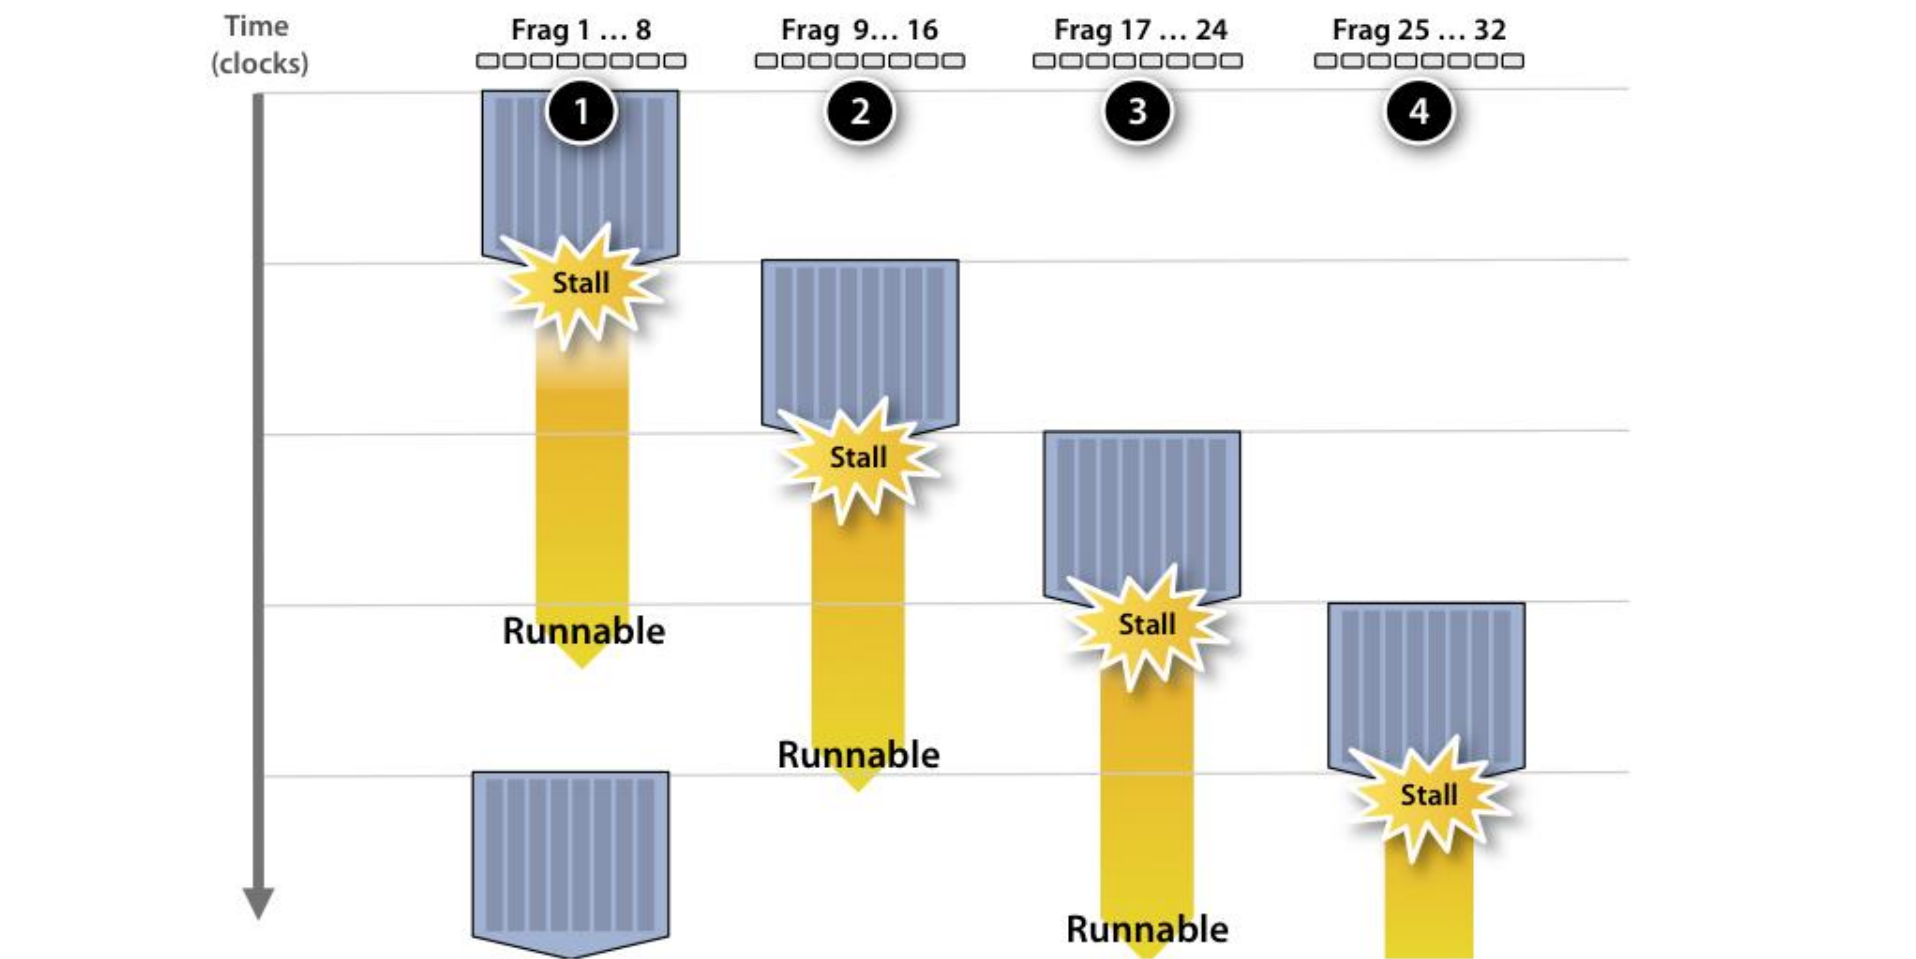 Time
(clocks)
Frag 1 … 8
Frag 9… 16
Frag 17 … 24
Frag 25 … 32
1
2
3
4
Stall
Stall
Stall
Runnable
Runnable
Stall
Runnable